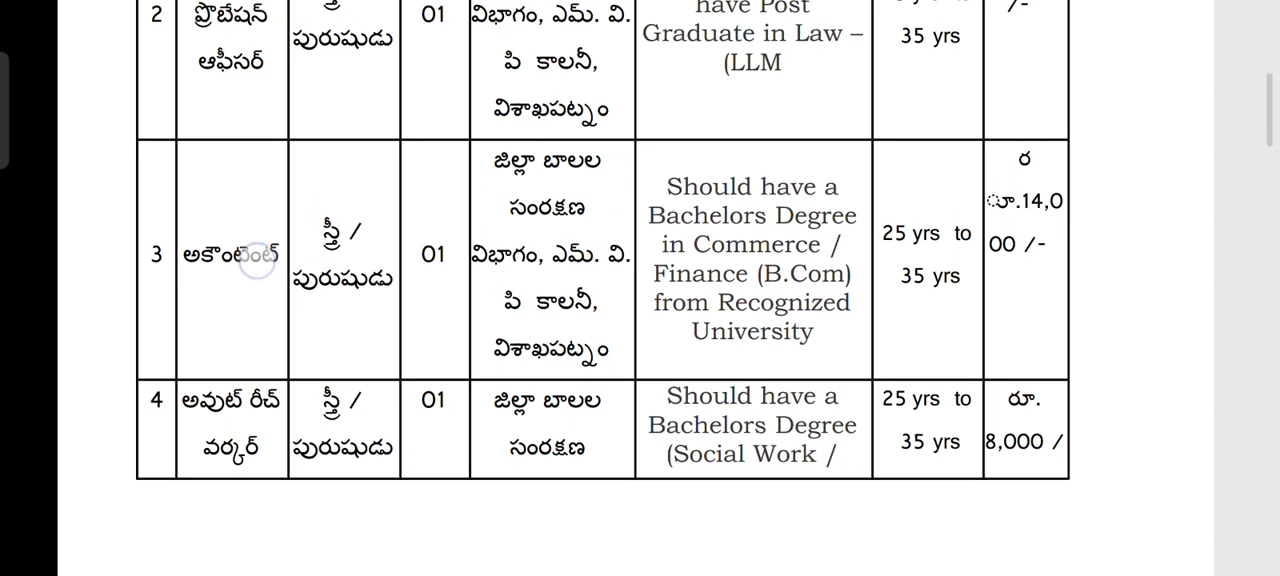 2
ప్రొబేషన్
ఆఫీసర్
పురుషుడు
01
విభాగం, ఎమ్. వి.
పి కాలనీ,
విశాఖపట్నం
have Post
Graduate in Law –
(LLM
35 yrs
/-
3
అకౌంటెంట్
స్త్రీ /
పురుషుడు
01
జిల్లా బాలల
సంరక్షణ
విభాగం, ఎమ్. వి.
పి కాలనీ,
విశాఖపట్నం
Should have a
Bachelors Degree
in Commerce /
Finance (B.Com)
from Recognized
University
25 yrs to
35 yrs
ర
ూ.14,0
00 /-
4
అవుట్ రీచ్
వర్కర్
స్త్రీ /
పురుషుడు
01
జిల్లా బాలల
సంరక్షణ
Should have a
Bachelors Degree
(Social Work /
25 yrs to
35 yrs
రూ.
8,000 /